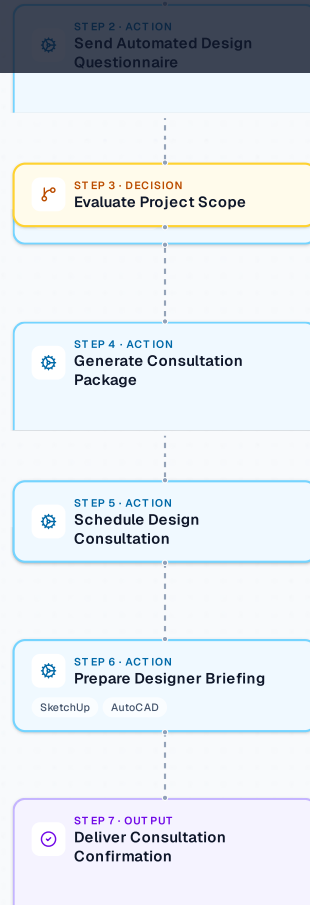 STEP 2 · ACTION
Send Automated Design
Questionnaire
STEP 3 · DECISION
Evaluate Project Scope
STEP 4 · ACTION
Generate Consultation
Package
STEP 5 · ACTION
Schedule Design
Consultation
STEP 6 · ACTION
Prepare Designer Briefing
SketchUp AutoCAD
STEP 7 · OUTPUT
Deliver Consultation
Confirmation